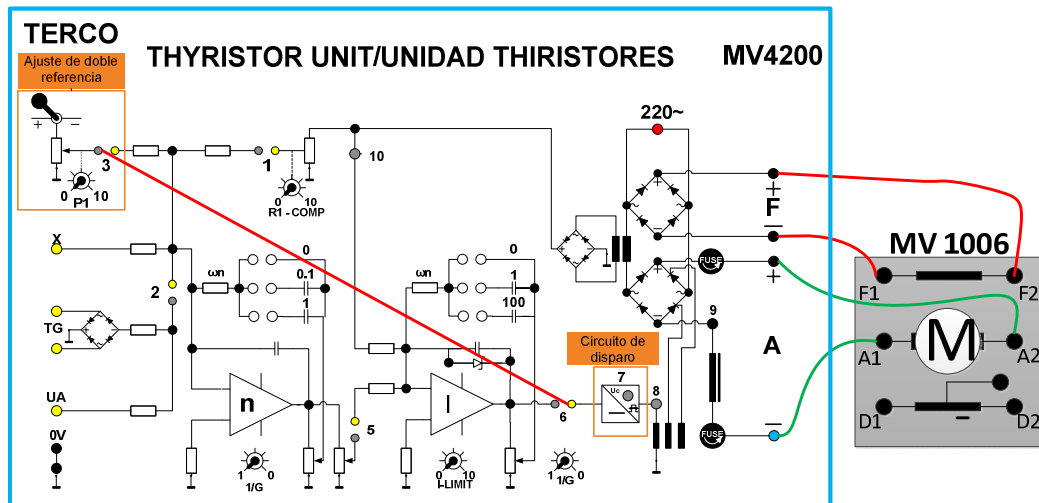 TERCO
THYRISTOR UNIT/UNIDAD THIRISTORES
MV4200
Ajuste de doble
referencia
+
−
3
0
10
P1
1
0
10
R1 - COMP
10
220~
+
F
−
+
FUSE
9
A
−
FUSE
X
2
TG
UA
0V
ωn
0
0.1
1
n
0
1
1/G
5
ωn
0
1
100
I
0
10
I-LIMIT
6
0
1
1/G
Circuito de
disparo
7
Uc
8
MV 1006
F1
F2
A1
M
A2
D1
D2